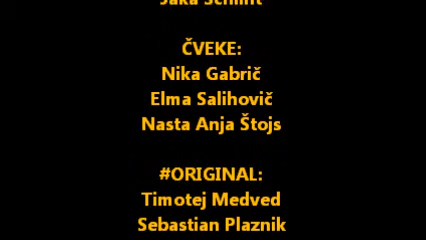 ČVEKE:
Nika Gabrič
Elma Salihovič
Nasta Anja Štojs
#ORIGINAL:
Timotej Medved
Sebastian Plaznik